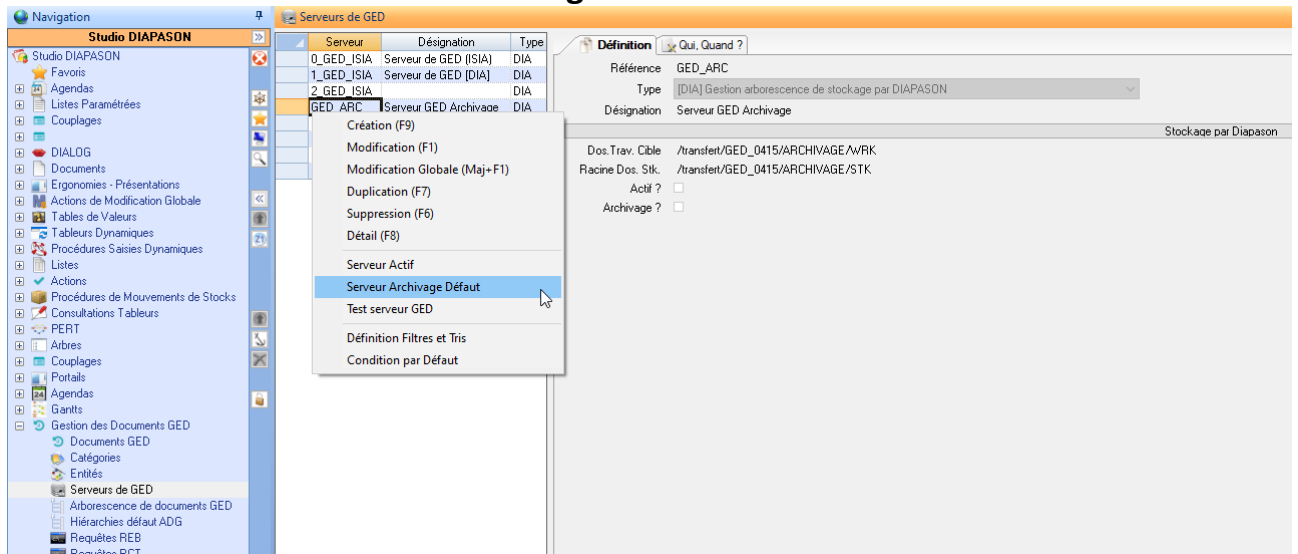 Navigation
Studio DIAPASON
Studio DIAPASON
Favoris
Agendas
Listes Paramétrées
Couplages
DIALOG
Documents
Ergonomies - Présentations
Actions de Modification Globale
Tables de Valeurs
Tableurs Dynamiques
Procédures Saisies Dynamiques
Listes
Actions
Procédures de Mouvements de Stocks
Consultations Tableurs
PERT
Arbres
Couplages
Portails
Agendas
Gantts
Gestion des Documents GED
Documents GED
Catégories
Entités
Serveurs de GED
Arborescence de documents GED
Hiérarchies défaut ADG
Requêtes REB
Requêtes RCT
Serveurs de GED
Serveur Désignation Type
0_GED_ISIA Serveur de GED (ISIA) DIA
1_GED_ISIA Serveur de GED [DIA] DIA
2_GED_ISIA DIA
GED_ARC Serveur GED Archivage DIA
Création (F9)
Modification (F1)
Modification Globale (Maj+F1)
Duplication (F7)
Suppression (F6)
Détail (F8)
Serveur Actif
Serveur Archivage Défaut
Test serveur GED
Définition Filtres et Tris
Condition par Défaut
Définition Qui, Quand ?
Référence GED_ARC
Type [DIA] Gestion arborescence de stockage par DIAPASON
Désignation Serveur GED Archivage
Stockage par Diapason
Dos.Trav. Cible /transfert/GED_0415/ARCHIVAGE/WRK
Racine Dos. Stk. /transfert/GED_0415/ARCHIVAGE/STK
Actif ?
Archivage ?